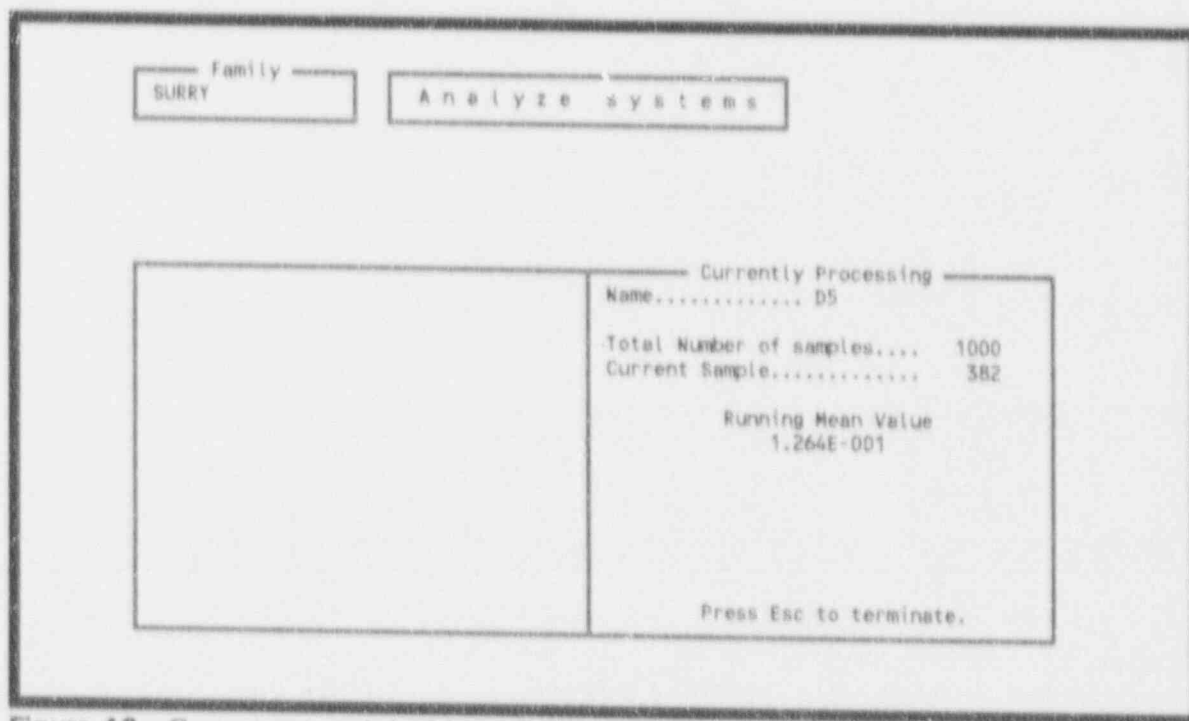 Family
SURRY
Analyze systems
Currently Processing
Name............. D5
Total Number of samples.... 1000
Current Sample............. 382
Running Mean Value
1.264E-001
Press Esc to terminate.